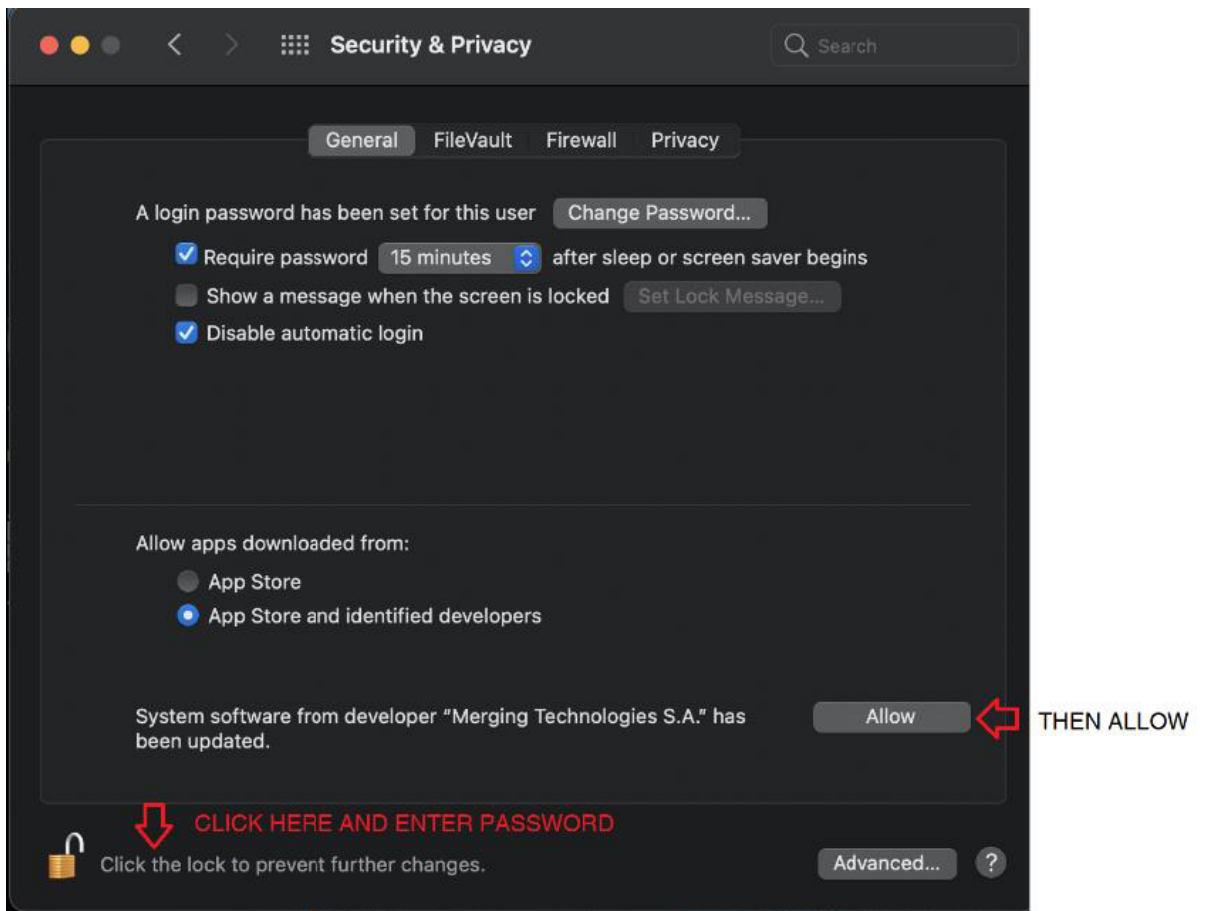 Security & Privacy
Search
General FileVault Firewall Privacy
A login password has been set for this user Change Password...
Require password 15 minutes after sleep or screen saver begins
Show a message when the screen is locked Set Lock Message...
Disable automatic login
Allow apps downloaded from:
App Store
App Store and identified developers
System software from developer “Merging Technologies S.A.” has
been updated.
Allow
THEN ALLOW
CLICK HERE AND ENTER PASSWORD
Click the lock to prevent further changes.
Advanced... ?